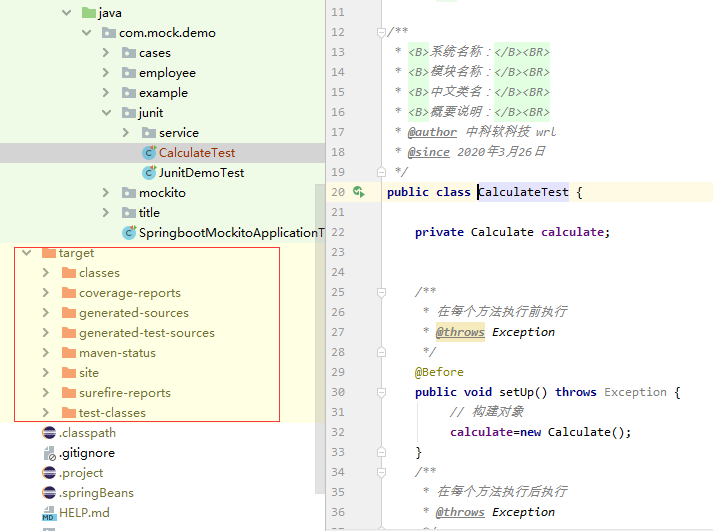 java
com.mock.demo
cases
employee
example
junit
service
CalculateTest
JunitDemoTest
mockito
title
SpringbootMockitoApplicationT
target
classes
coverage-reports
generated-sources
generated-test-sources
maven-status
site
surefire-reports
test-classes
.classpath
.gitignore
.project
.springBeans
HELP.md
11
12 /**
13 * <B>系统名称：</B><BR>
14 * <B>模块名称：</B><BR>
15 * <B>中文类名：</B><BR>
16 * <B>概要说明：</B><BR>
17 * @author 中科软科技 wrl
18 * @since 2020年3月26日
19 */
20 public class CalculateTest {
21
22 private Calculate calculate;
23
24
25 /**
26 * 在每个方法执行前执行
27 * @throws Exception
28 */
29 @Before
30 public void setUp() throws Exception {
31 // 构建对象
32 calculate=new Calculate();
33 }
34 /**
35 * 在每个方法执行后执行
36 * @throws Exception